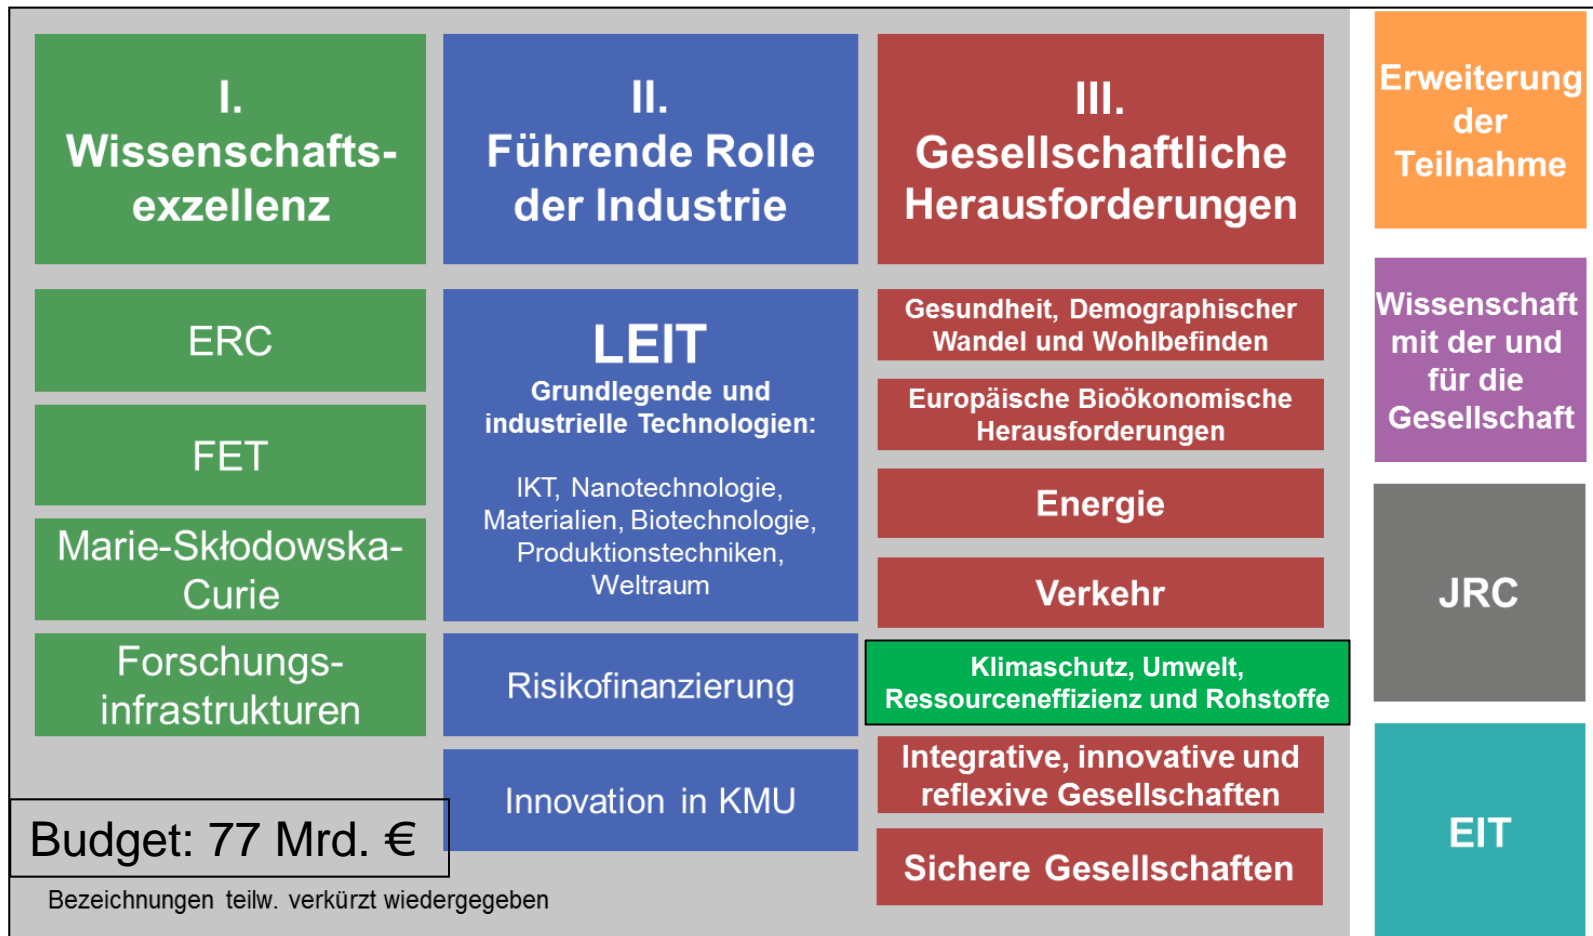 I.
Wissenschafts-
exzellenz
ERC
FET
Marie-Skłodowska-
Curie
Forschungs-
infrastrukturen
Budget: 77 Mrd. €
Bezeichnungen teilw. verkürzt wiedergegeben
II.
Führende Rolle
der Industrie
LEIT
Grundlegende und
industrielle Technologien:
IKT, Nanotechnologie,
Materialien, Biotechnologie,
Produktionstechniken,
Weltraum
Risikofinanzierung
Innovation in KMU
III.
Gesellschaftliche
Herausforderungen
Gesundheit, Demographischer
Wandel und Wohlbefinden
Europäische Bioökonomische
Herausforderungen
Energie
Verkehr
Klimaschutz, Umwelt,
Ressourceneffizienz und Rohstoffe
Integrative, innovative und
reflexive Gesellschaften
Sichere Gesellschaften
Erweiterung
der
Teilnahme
Wissenschaft
mit der und
für die
Gesellschaft
JRC
EIT